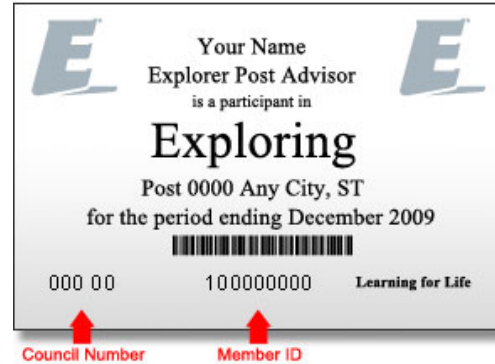 E E
Your Name
Explorer Post Advisor
is a participant in
Exploring
Post 0000 Any City, ST
for the period ending December 2009
000 00 100000000 Learning for Life
Council Number Member ID